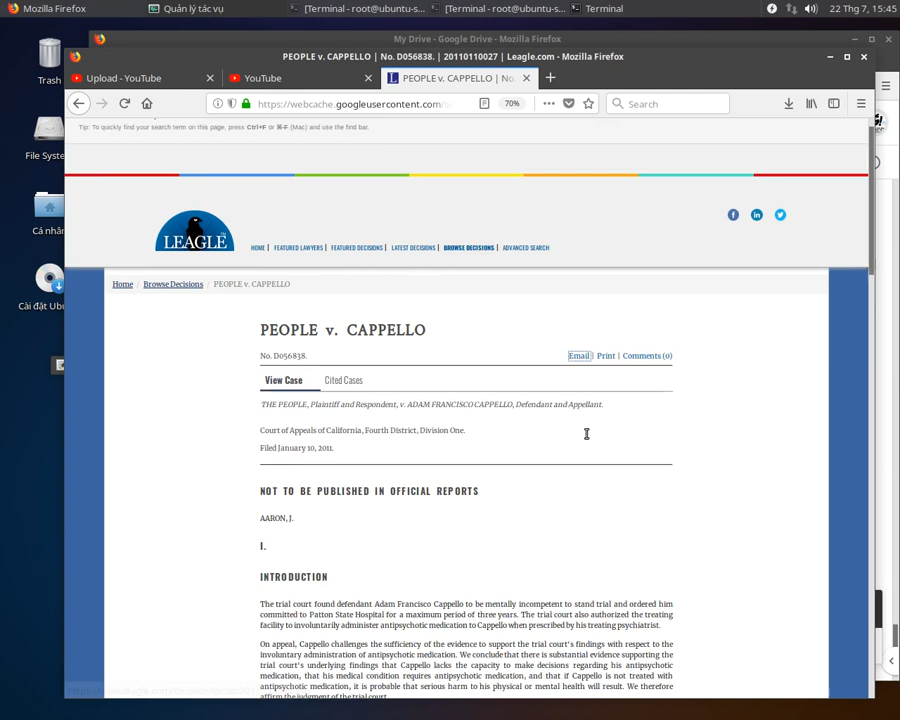 Mozilla Firefox
Quản lý tác vụ
[Terminal - root@ubuntu-s...
[Terminal - root@ubuntu-s...
Terminal
22 Thg 7, 15:45
My Drive - Google Drive - Mozilla Firefox
PEOPLE v. CAPPELLO | No. D056838. | 20110110027 | Leagle.com - Mozilla Firefox
Upload - YouTube
YouTube
PEOPLE v. CAPPELLO | No.
https://webcache.googleusercontent.com/
70%
Search
Tip: To quickly find your search term on this page, press Ctrl+F or ⌘-F (Mac) and use the find bar.
Trash
File Syste
Cá nhâ
Cài đặt Ubu
LEAGLE
HOME | FEATURED LAWYERS | FEATURED DECISIONS | LATEST DECISIONS | BROWSE DECISIONS | ADVANCED SEARCH
Home / Browse Decisions / PEOPLE v. CAPPELLO
PEOPLE v. CAPPELLO
No. D056838.
Email | Print | Comments (0)
View Case
Cited Cases
THE PEOPLE, Plaintiff and Respondent, v. ADAM FRANCISCO CAPPELLO, Defendant and Appellant.
Court of Appeals of California, Fourth District, Division One.
Filed January 10, 2011.
NOT TO BE PUBLISHED IN OFFICIAL REPORTS
AARON, J.
I.
INTRODUCTION
The trial court found defendant Adam Francisco Cappello to be mentally incompetent to stand trial and ordered him
committed to Patton State Hospital for a maximum period of three years. The trial court also authorized the treating
facility to involuntarily administer antipsychotic medication to Cappello when prescribed by his treating psychiatrist.
On appeal, Cappello challenges the sufficiency of the evidence to support the trial court's findings with respect to the
involuntary administration of antipsychotic medication. We conclude that there is substantial evidence supporting the
trial court's underlying findings that Cappello lacks the capacity to make decisions regarding his antipsychotic
medication, that his medical condition requires antipsychotic medication, and that if Cappello is not treated with
antipsychotic medication, it is probable that serious harm to his physical or mental health will result. We therefore
affirm the judgment of the trial court.